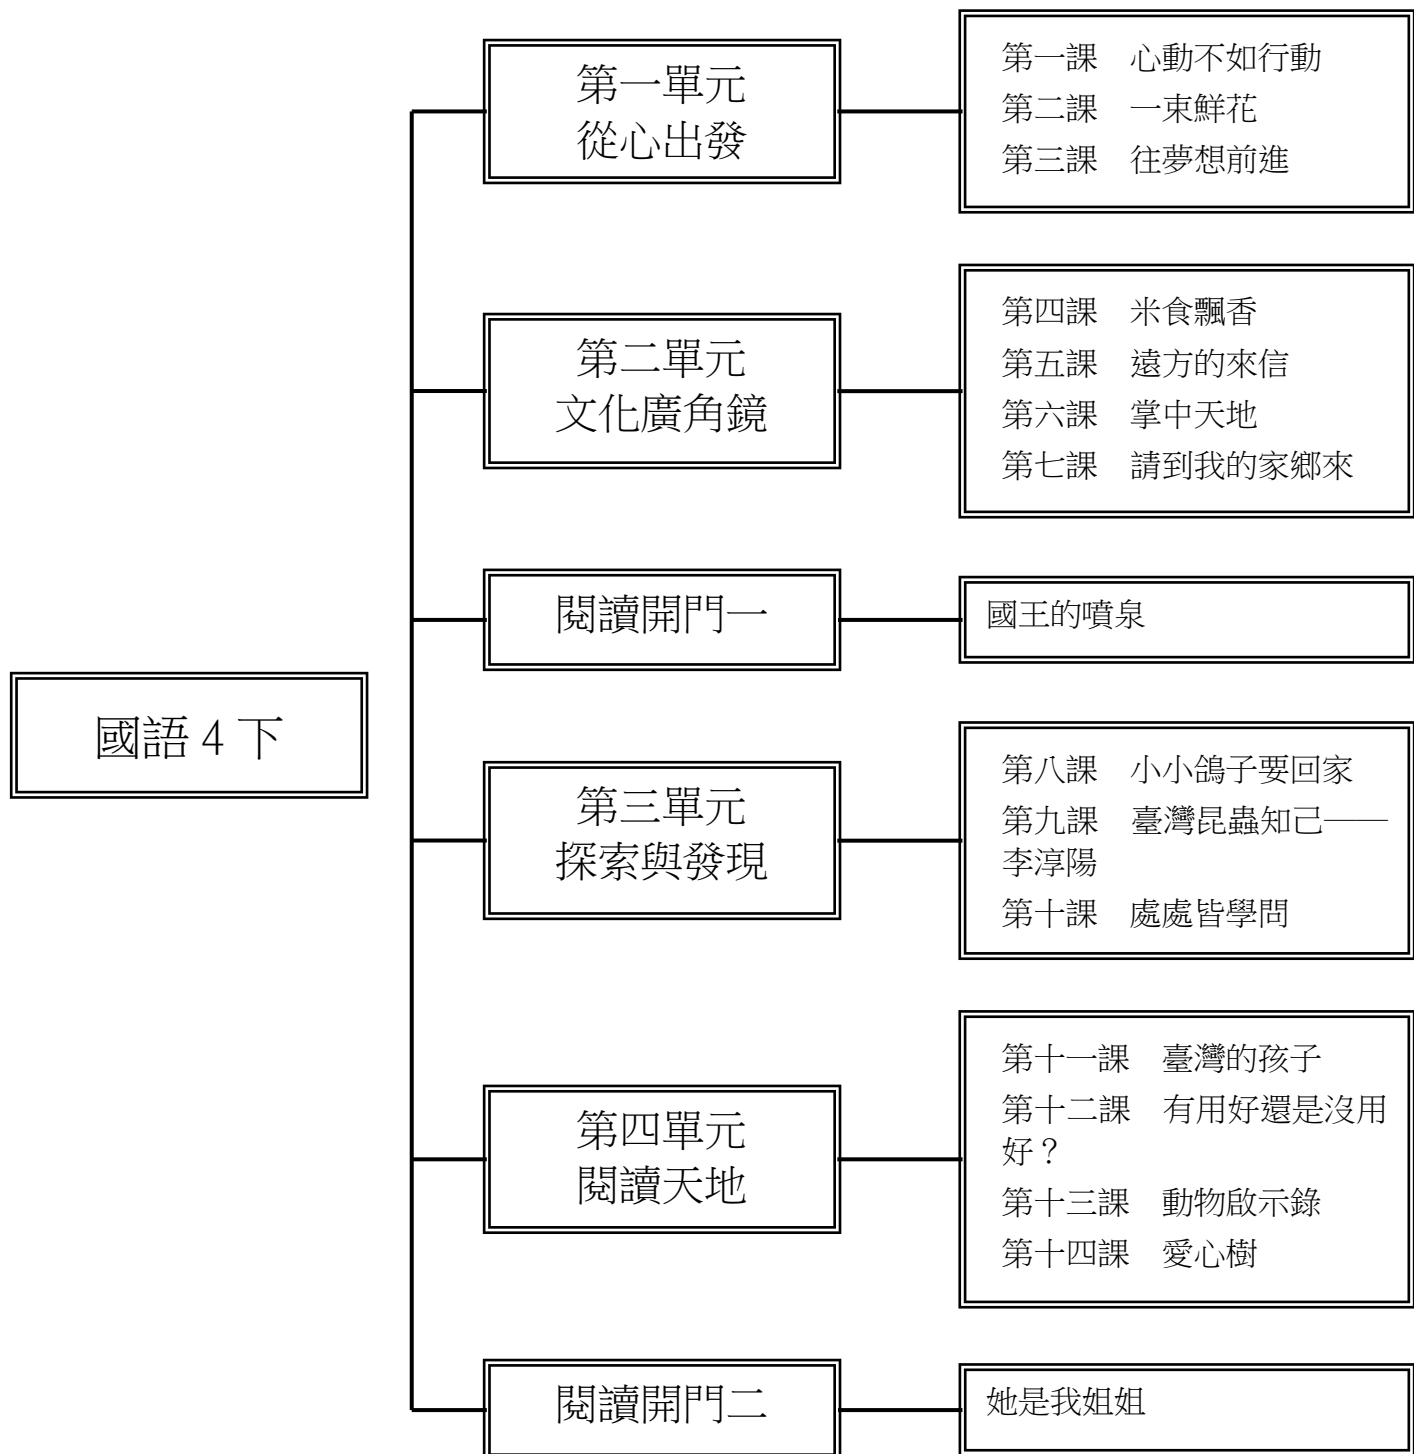 國語4下
第一單元
從心出發
第一課　心動不如行動
第二課　一束鮮花
第三課　往夢想前進
第二單元
文化廣角鏡
第四課　米食飄香
第五課　遠方的來信
第六課　掌中天地
第七課　請到我的家鄉來
閱讀開門一
國王的噴泉
第三單元
探索與發現
第八課　小小鴿子要回家
第九課　臺灣昆蟲知己——
李淳陽
第十課　處處皆學問
第四單元
閱讀天地
第十一課　臺灣的孩子
第十二課　有用好還是沒用
好？
第十三課　動物啟示錄
第十四課　愛心樹
閱讀開門二
她是我姐姐